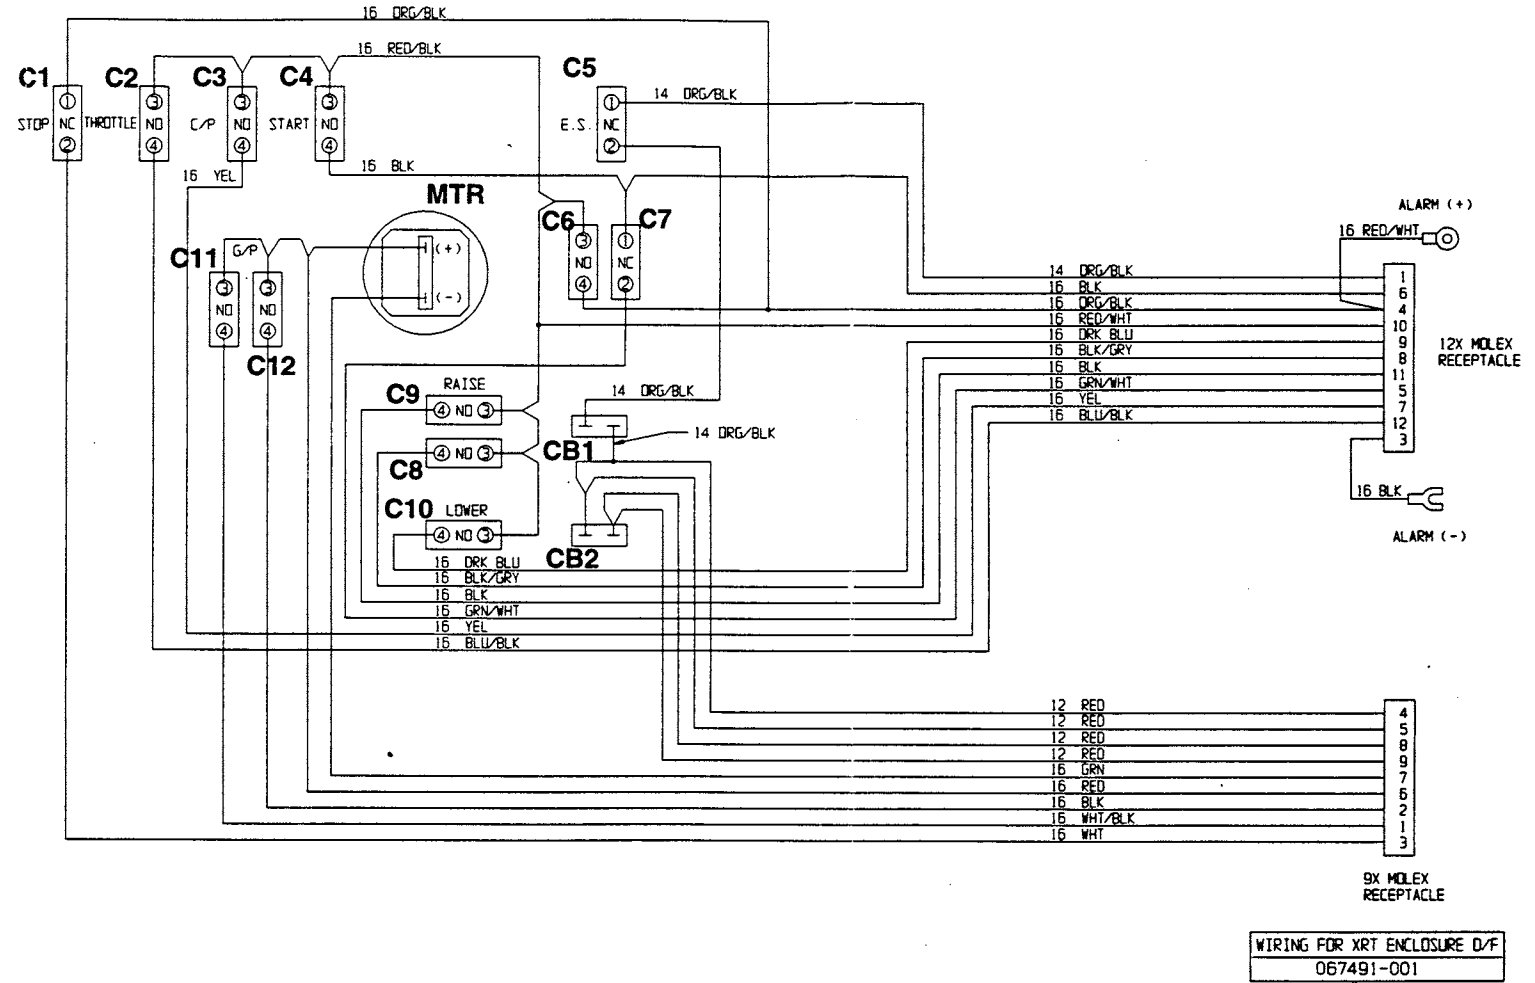 16 ORG/BLK
16 RED/BLK
C1
C2
C3
C4
C5
1
3
3
3
1
14 ORG/BLK
STOP
NC
THROTTLE
NO
C/P
NO
START
NO
E.S.
NC
2
4
4
4
2
16 YEL
16 BLK
MTR
C6
C7
C11
G/P
(+)
3
1
NO
NC
4
2
3
3
(-)
NO
NO
4
4
C12
ALARM (+)
16 RED/WHT
14 ORG/BLK
1
16 BLK
6
16 ORG/BLK
4
16 RED/WHT
10
16 DRK BLU
9
16 BLK/GRY
8
16 BLK
11
16 GRN/WHT
5
16 YEL
7
16 BLU/BLK
12
3
12X MOLEX
RECEPTACLE
C9
RAISE
4 NO 3
14 ORG/BLK
CB1
14 ORG/BLK
C8
4 NO 3
C10
LOWER
4 NO 3
CB2
16 BLK
ALARM (-)
16 DRK BLU
16 BLK/GRY
16 BLK
16 GRN/WHT
16 YEL
16 BLU/BLK
12 RED
4
12 RED
5
12 RED
8
12 RED
9
16 GRN
7
16 RED
6
16 BLK
2
16 WHT/BLK
1
16 WHT
3
9X MOLEX
RECEPTACLE
WIRING FOR XRT ENCLOSURE D/F
067491-001